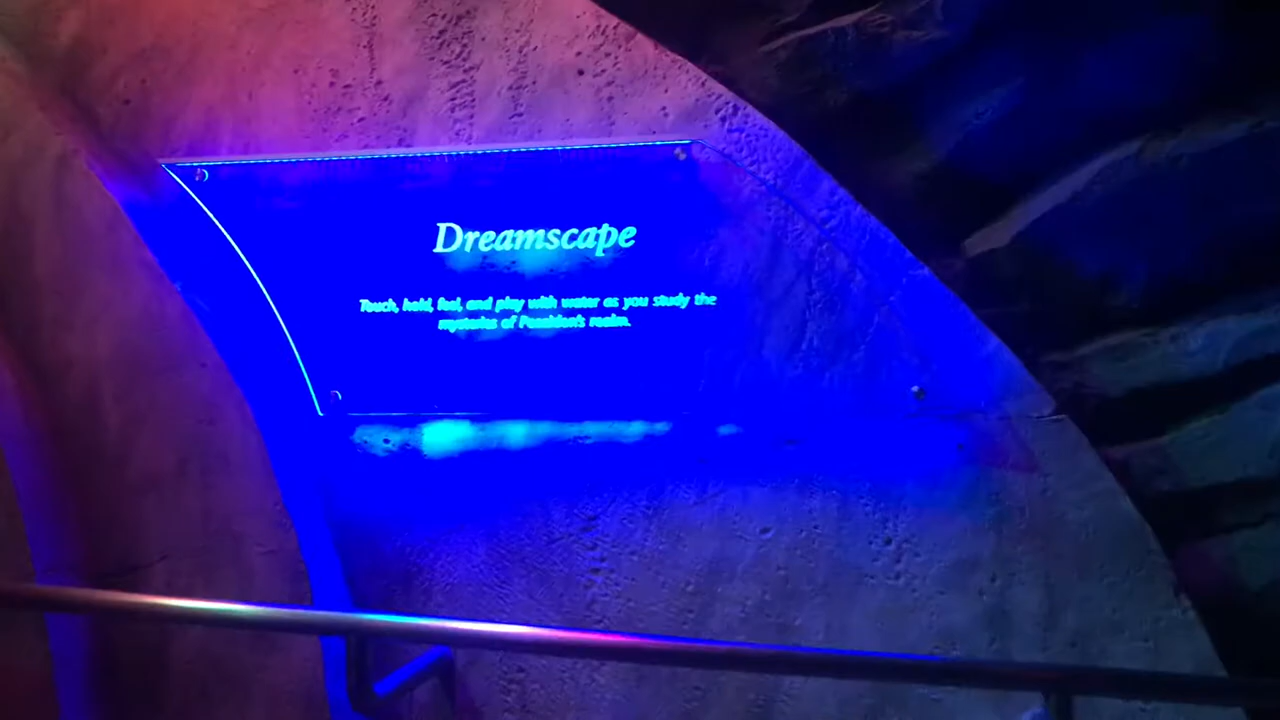 Dreamscape
Touch, hold, feel, and play with water as you study the
mysteries of Poseidon's realm.